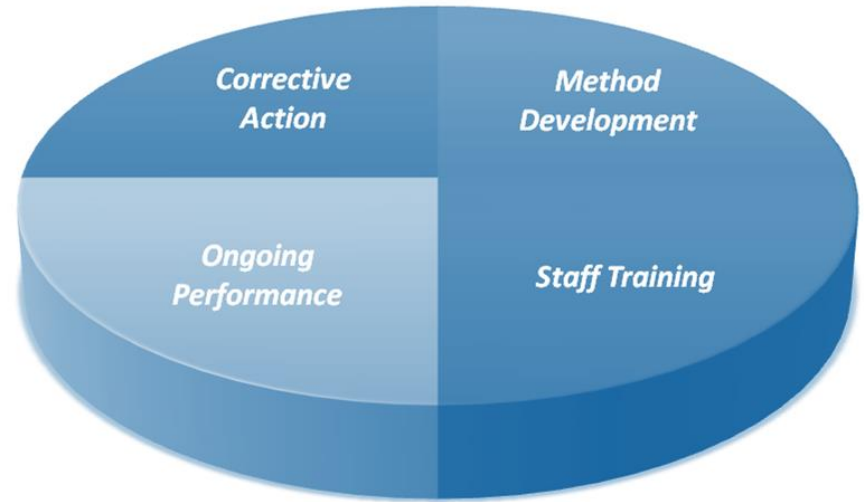 Corrective
Action
Method
Development
Ongoing
Performance
Staff Training